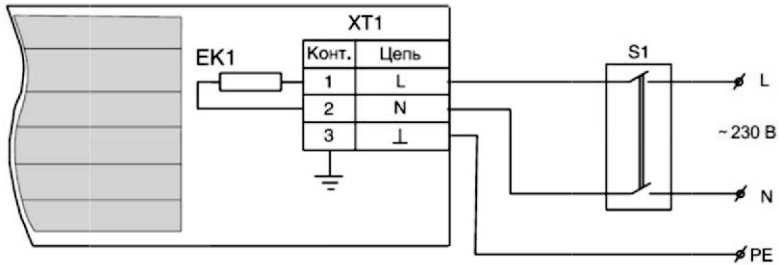 XT1
EK1
Конт. Цепь
1 L
2 N
3 ⊥
S1
L
~230 В
N
PE